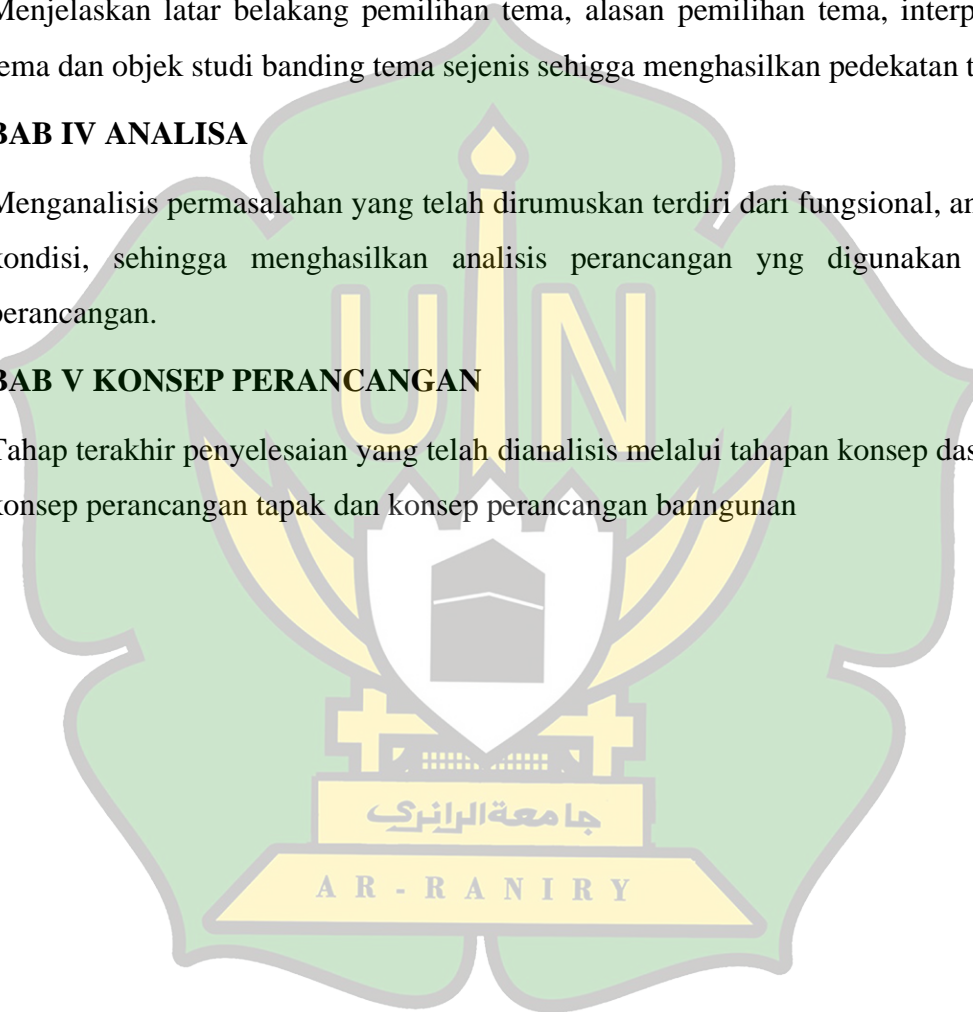 Menjelaskan latar belakang pemilihan tema, alasan pemilihan tema, interp
tema dan objek studi banding tema sejenis sehigga menghasilkan pedekatan t
BAB IV ANALISA
Menganalisis permasalahan yang telah dirumuskan terdiri dari fungsional, an
kondisi, sehingga menghasilkan analisis perancangan yng digunakan
perancangan.
BAB V KONSEP PERANCANGAN
Tahap terakhir penyelesaian yang telah dianalisis melalui tahapan konsep das
konsep perancangan tapak dan konsep perancangan banngunan
UIN
جامعة الرانري
AR-RANIRY